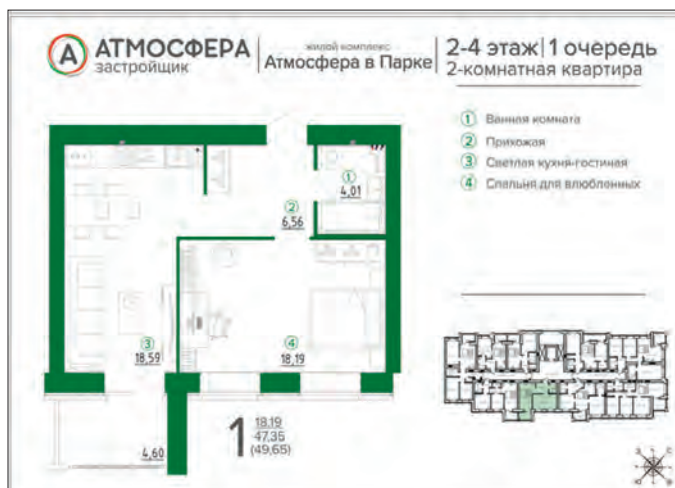 А АТМОСФЕРА
застройщик
жилой комплекс
Атмосфера в Парке
2-4 этаж|1 очередь
2-комнатная квартира
1 Ванная комната
2 Прихожая
3 Светлая кухня-гостиная
4 Спальня для влюбленных
1
4,01
2
6,56
3
18,59
4
18,19
4,60
1
18.19
47,35
(49,65)